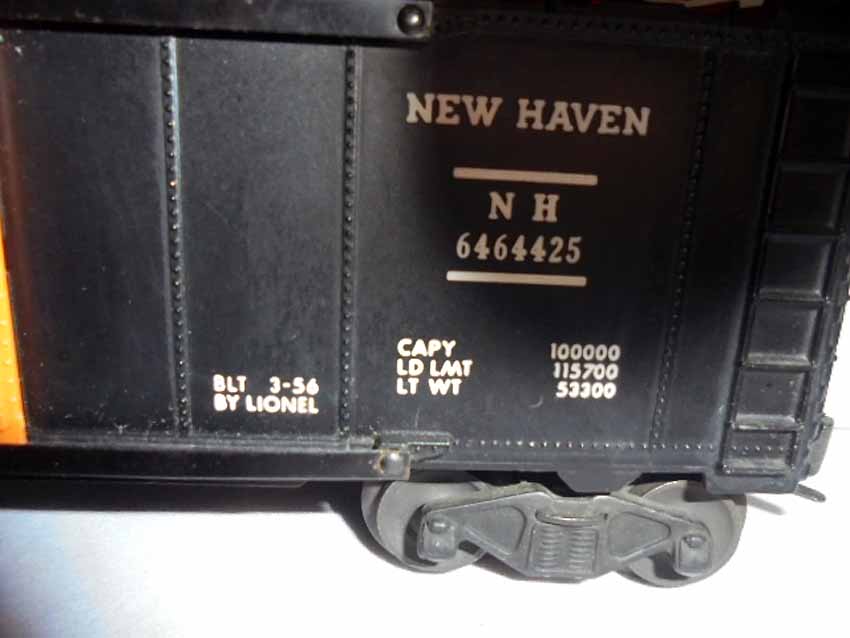 NEW HAVEN
N H
6464425
CAPY 100000
LD LMT 115700
LT WT 53300
BLT 3-56
BY LIONEL